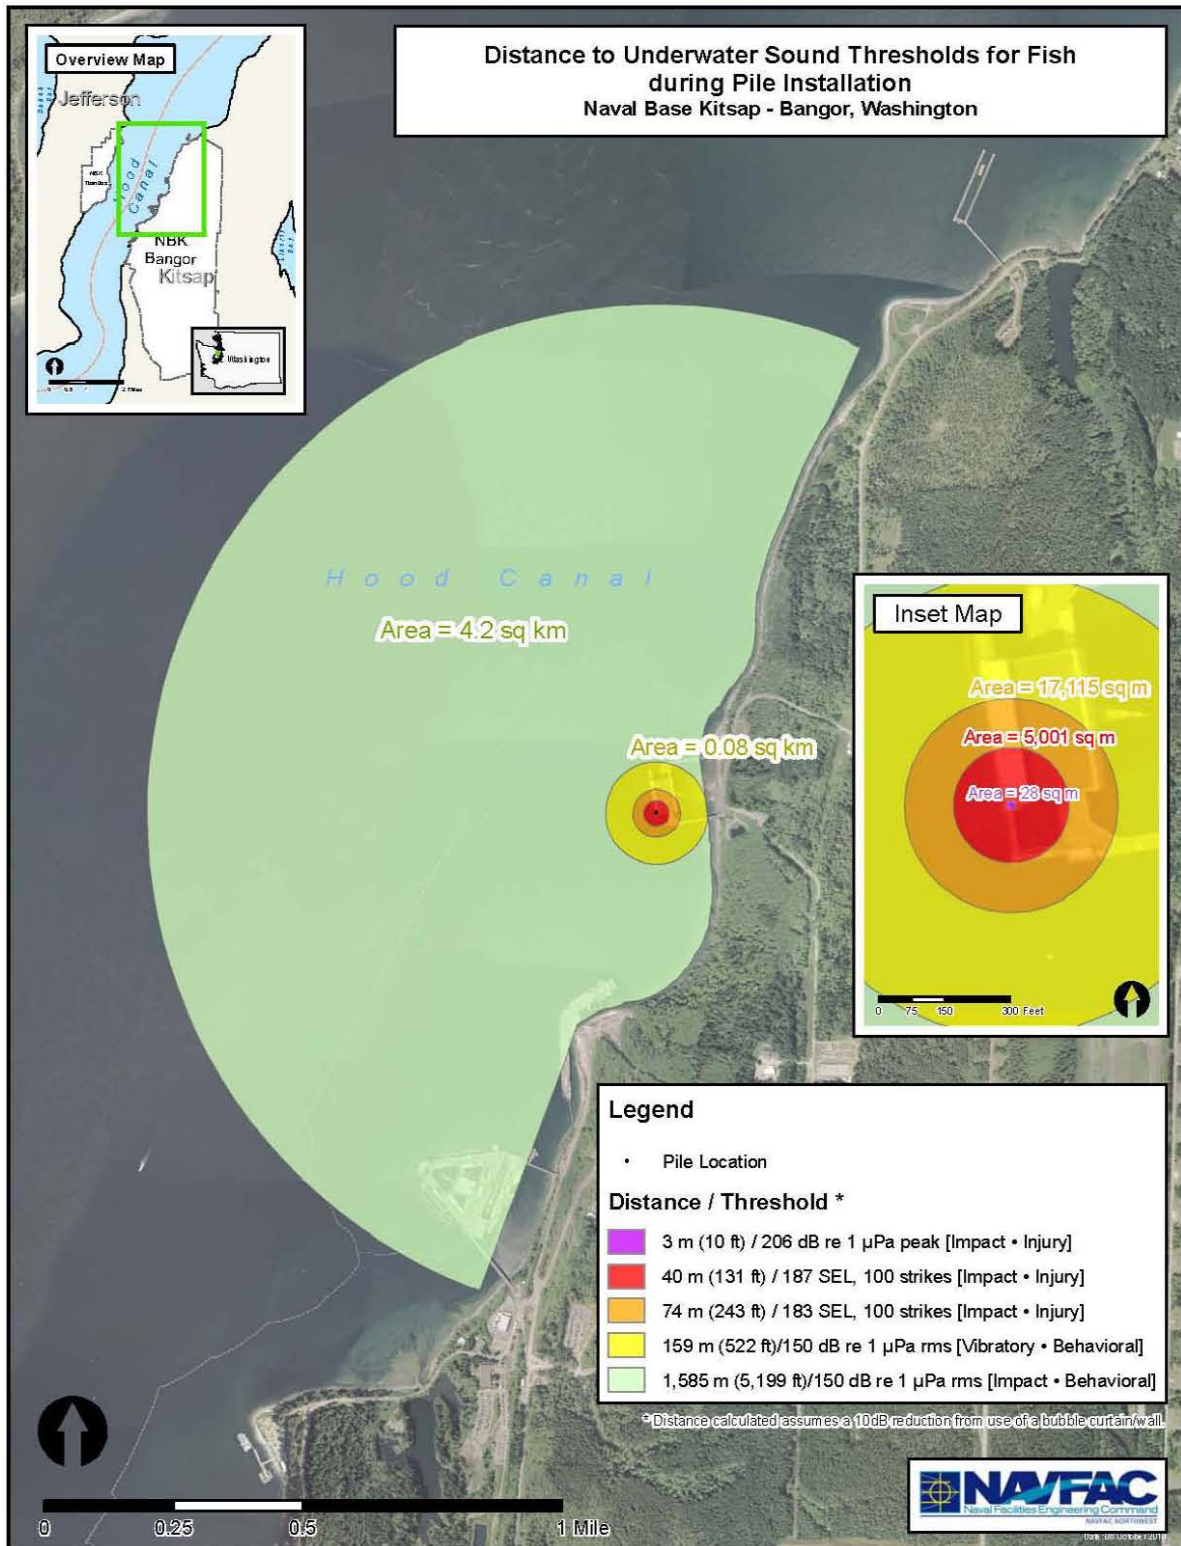 Overview Map
Jefferson
Hood
Canal
NBK
Bangor
Kitsap
Washington
Distance to Underwater Sound Thresholds for Fish
during Pile Installation
Naval Base Kitsap - Bangor, Washington
Hood Canal
Area = 4.2 sq km
Area = 0.08 sq km
Inset Map
Area = 17,115 sq m
Area = 5,001 sq m
Area = 28 sq m
0 75 150 300 Feet
Legend
Pile Location
Distance / Threshold *
3 m (10 ft) / 206 dB re 1 µPa peak [Impact • Injury]
40 m (131 ft) / 187 SEL, 100 strikes [Impact • Injury]
74 m (243 ft) / 183 SEL, 100 strikes [Impact • Injury]
159 m (522 ft)/150 dB re 1 µPa rms [Vibratory • Behavioral]
1,585 m (5,199 ft)/150 dB re 1 µPa rms [Impact • Behavioral]
* Distance calculated assumes a 10dB reduction from use of a bubble curtain/wall.
0 0.25 0.5 1 Mile
NAVFAC
Naval Facilities Engineering Command
NAVFAC NORTHWEST